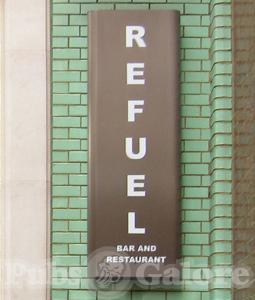 REFUEL
BAR AND
RESTAURANT
Pubs Galore